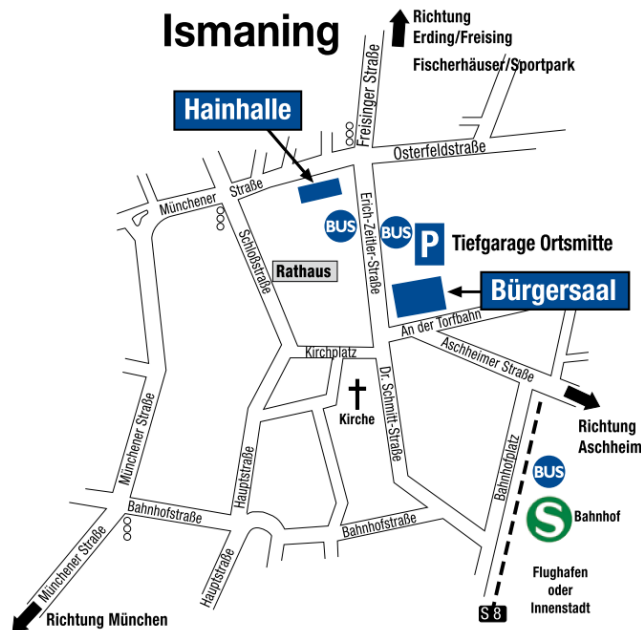 Ismaning
Richtung
Erding/Freising
Fischerhäuser/Sportpark
Hainhalle
Freisinger Straße
Osterfeldstraße
Münchener Straße
BUS
BUS
P
Tiefgarage Ortsmitte
Erich-Zeitler-Straße
Schloßstraße
Rathaus
Bürgersaal
An der Torfbahn
Kirchplatz
Aschheimer Straße
Kirche
Dr. Schmitt-Straße
Richtung
Aschheim
Münchener Straße
Hauptstraße
Bahnhofplatz
BUS
S
Bahnhof
Bahnhofstraße
Bahnhofstraße
Münchener Straße
Hauptstraße
Flughafen
oder
Innenstadt
S 8
Richtung München